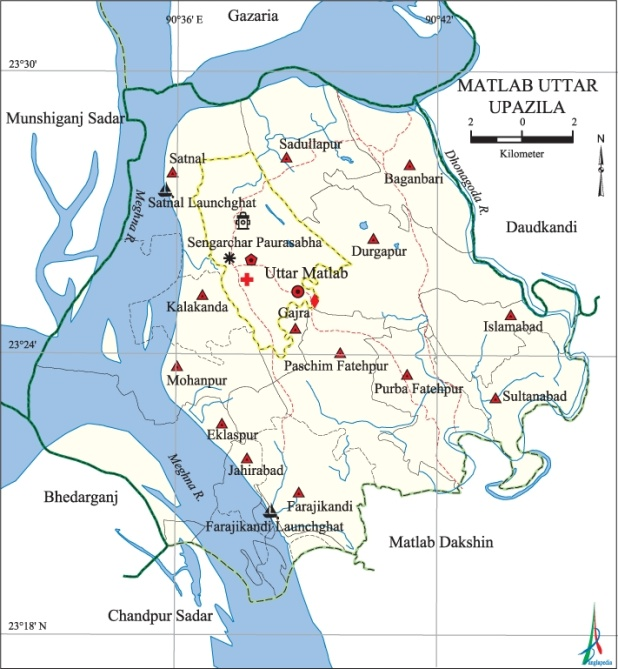 90°36' E
Gazaria
90°42'
23°30'
MATLAB UTTAR
UPAZILA
2 0 2
Kilometer
N
Munshiganj Sadar
Satnal
Sadullapur
Baganbari
Dhonagoda R.
Satnal Launchghat
Meghna R.
Daudkandi
Sengarchar Paurasabha
Durgapur
Uttar Matlab
Kalakanda
Gajra
Islamabad
23°24'
Paschim Fatehpur
Mohanpur
Purba Fatehpur
Sultanabad
Eklaspur
Meghna R.
Jahirabad
Bhedarganj
Farajikandi
Farajikandi Launchghat
Matlab Dakshin
Chandpur Sadar
23°18' N